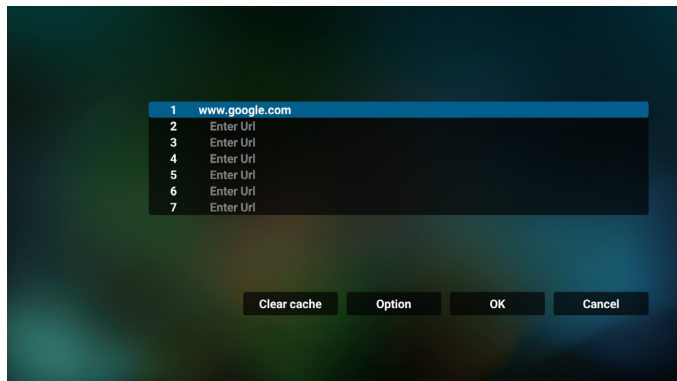 1 www.google.com
2 Enter Url
3 Enter Url
4 Enter Url
5 Enter Url
6 Enter Url
7 Enter Url
Clear cache Option OK Cancel